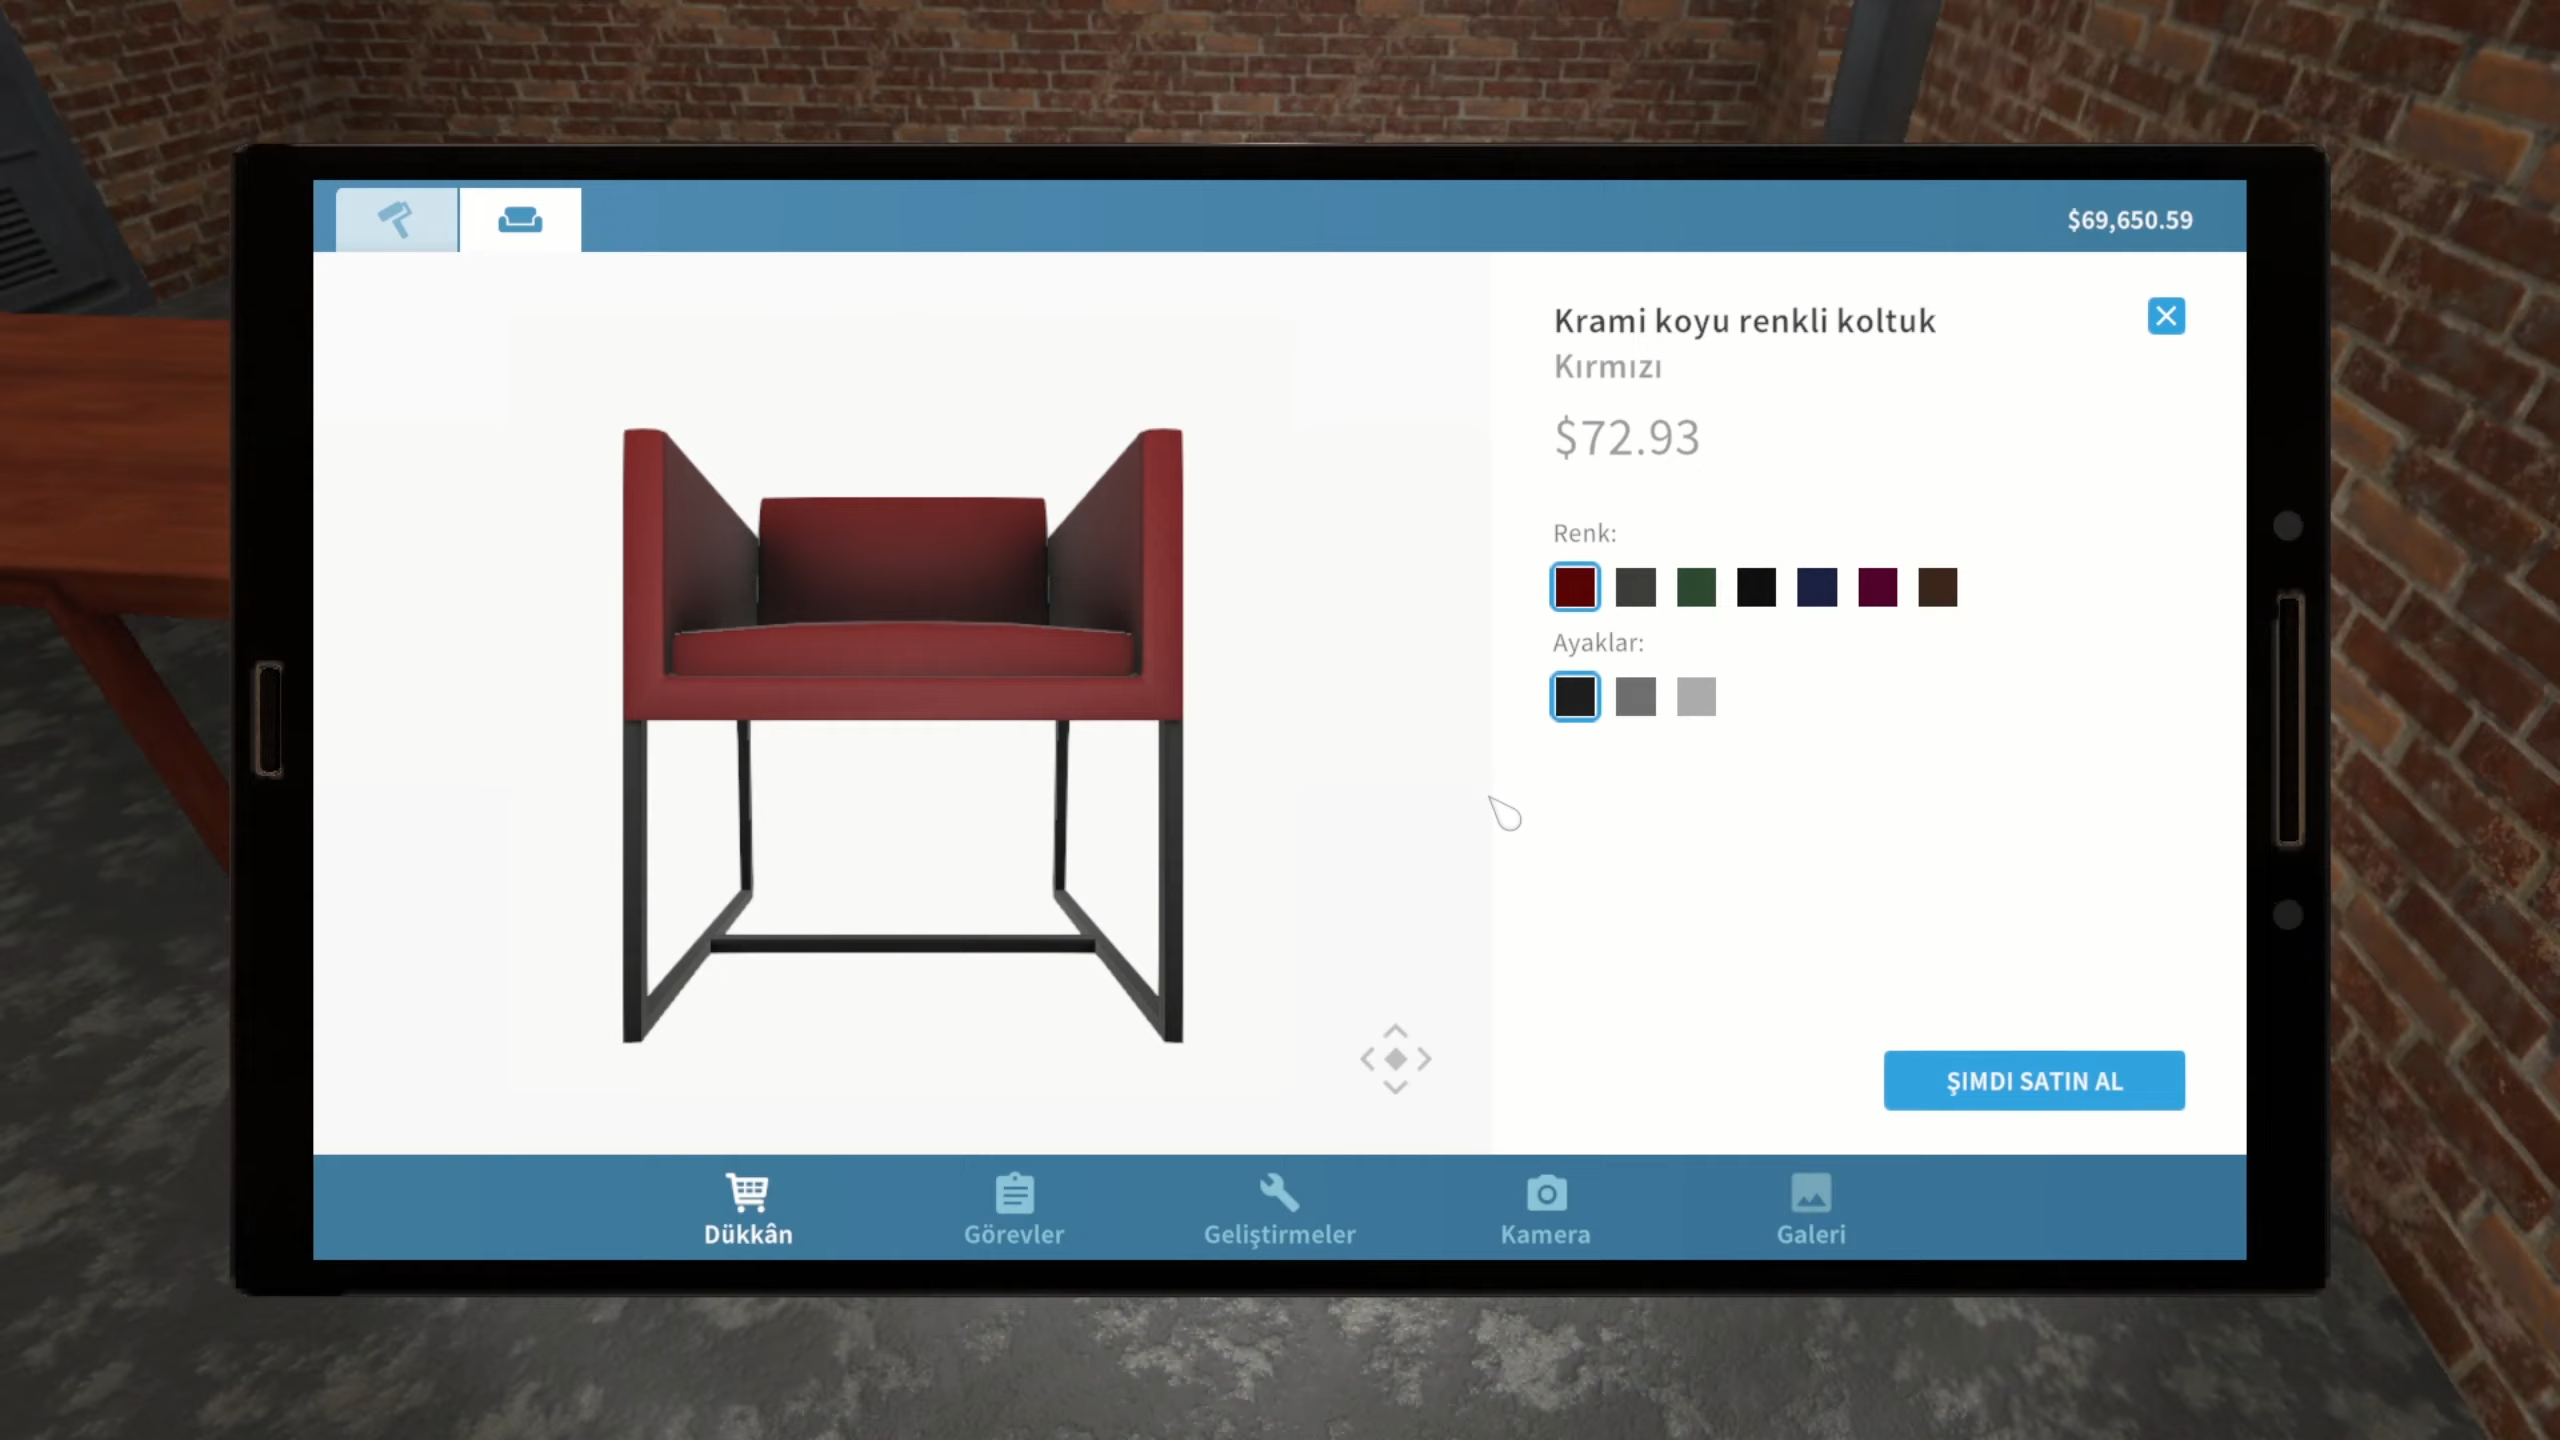 $69,650.59
Krami koyu renkli koltuk
Kırmızı
$72.93
Renk:
Ayaklar:
ŞIMDI SATIN AL
Dükkân
Görevler
Geliştirmeler
Kamera
Galeri